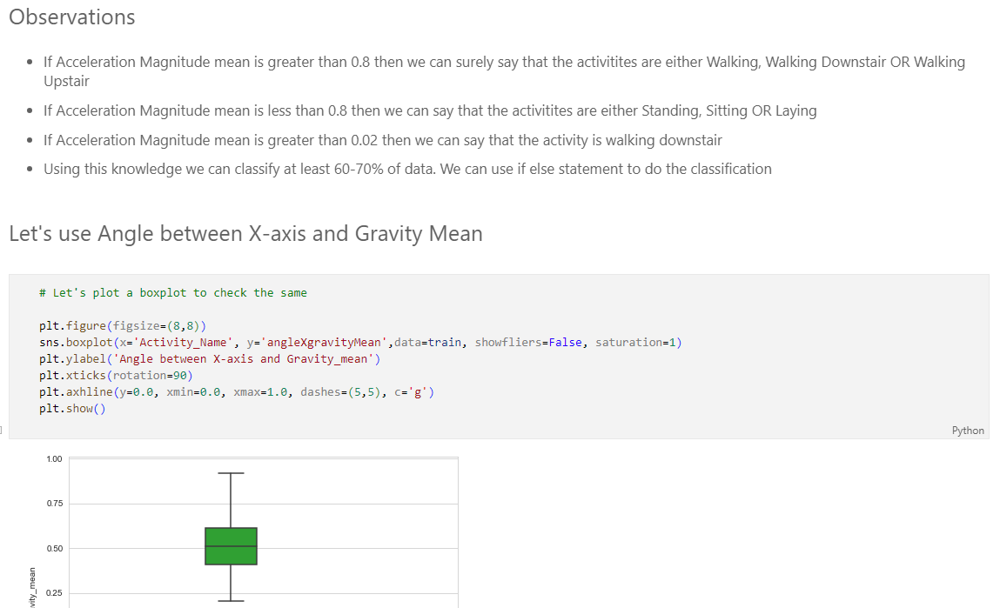 Observations
If Acceleration Magnitude mean is greater than 0.8 then we can surely say that the activitites are either Walking, Walking Downstair OR Walking
Upstair
If Acceleration Magnitude mean is less than 0.8 then we can say that the activitites are either Standing, Sitting OR Laying
If Acceleration Magnitude mean is greater than 0.02 then we can say that the activity is walking downstair
Using this knowledge we can classify at least 60-70% of data. We can use if else statement to do the classification
Let's use Angle between X-axis and Gravity Mean
# Let's plot a boxplot to check the same
plt.figure(figsize=(8,8))
sns.boxplot(x='Activity_Name', y='angleXgravityMean',data=train, showfliers=False, saturation=1)
plt.ylabel('Angle between X-axis and Gravity_mean')
plt.xticks(rotation=90)
plt.axhline(y=0.0, xmin=0.0, xmax=1.0, dashes=(5,5), c='g')
plt.show()
Python
1.00
0.75
0.50
0.25
vity_mean